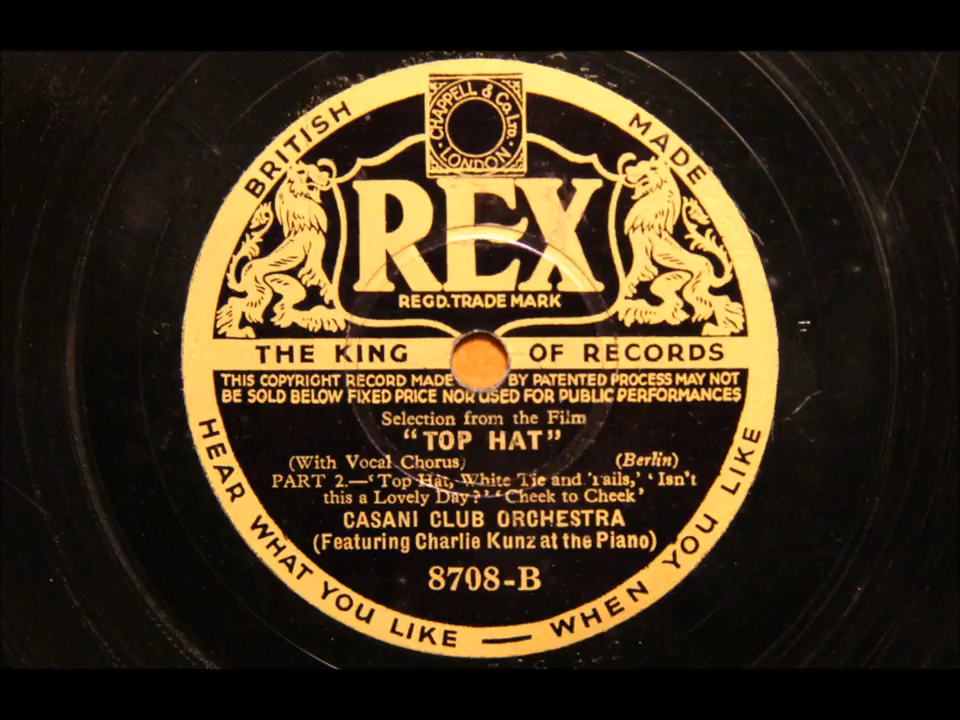 CHAPPELL & Co. LTD.
LONDON
BRITISH MADE
REX
REGD. TRADE MARK
THE KING OF RECORDS
THIS COPYRIGHT RECORD MADE BY PATENTED PROCESS MAY NOT
BE SOLD BELOW FIXED PRICE NOR USED FOR PUBLIC PERFORMANCES
Selection from the Film
“TOP HAT”
(With Vocal Chorus) (Berlin)
PART 2.—‘Top Hat, White Tie and Tails,’ ‘Isn't
this a Lovely Day?’ ‘Cheek to Cheek’
CASANI CLUB ORCHESTRA
(Featuring Charlie Kunz at the Piano)
8708-B
HEAR WHAT YOU LIKE — WHEN YOU LIKE